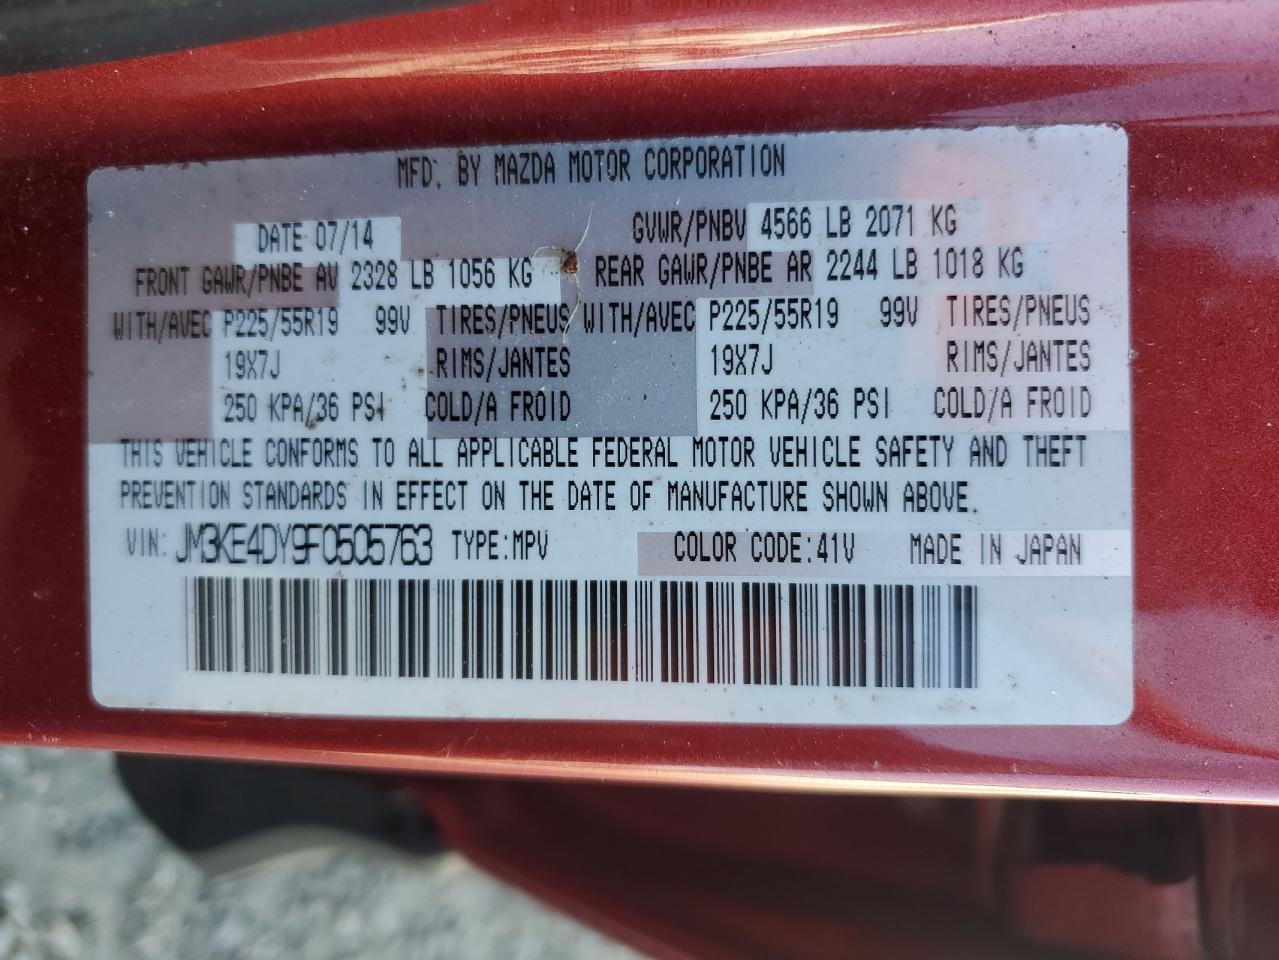 MFD. BY MAZDA MOTOR CORPORATION
DATE 07/14 GVWR/PNBV 4566 LB 2071 KG
FRONT GAWR/PNBE AV 2328 LB 1056 KG REAR GAWR/PNBE AR 2244 LB 1018 KG
WITH/AVEC P225/55R19 99V TIRES/PNEUS WITH/AVEC P225/55R19 99V TIRES/PNEUS
19X7J RIMS/JANTES 19X7J RIMS/JANTES
250 KPA/36 PSI COLD/A FROID 250 KPA/36 PSI COLD/A FROID
THIS VEHICLE CONFORMS TO ALL APPLICABLE FEDERAL MOTOR VEHICLE SAFETY AND THEFT
PREVENTION STANDARDS IN EFFECT ON THE DATE OF MANUFACTURE SHOWN ABOVE.
VIN: JM3KE4DY9F0505763 TYPE:MPV COLOR CODE:41V MADE IN JAPAN